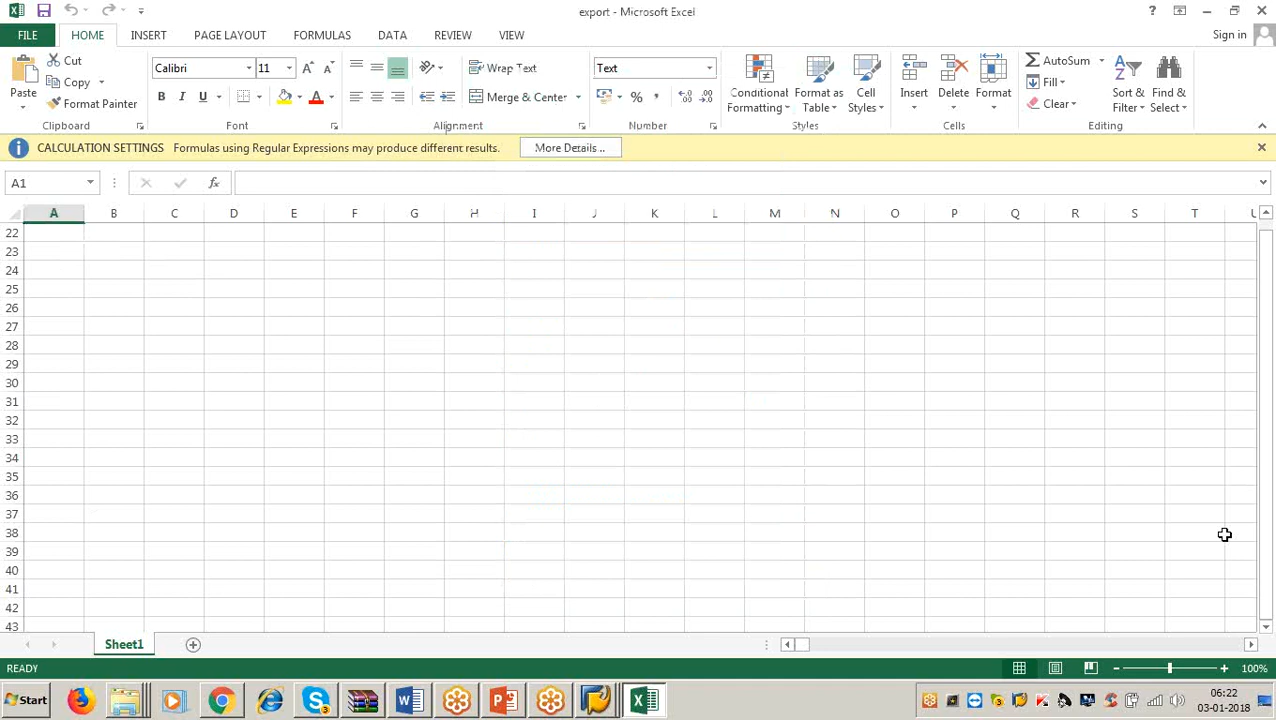 export - Microsoft Excel
FILE HOME INSERT PAGE LAYOUT FORMULAS DATA REVIEW VIEW Sign in
Cut
Copy
Format Painter
Paste
Clipboard
Calibri 11
B I U
Font
Wrap Text
Merge & Center
Alignment
Text
%
Number
Conditional Formatting
Format as Table
Cell Styles
Styles
Insert Delete Format
Cells
AutoSum
Fill
Clear
Sort & Filter
Find & Select
Editing
CALCULATION SETTINGS Formulas using Regular Expressions may produce different results. More Details ..
A1 fx
A B C D E F G H I J K L M N O P Q R S T U
22
23
24
25
26
27
28
29
30
31
32
33
34
35
36
37
38
39
40
41
42
43
Sheet1
READY 100%
Start 06:22
03-01-2018